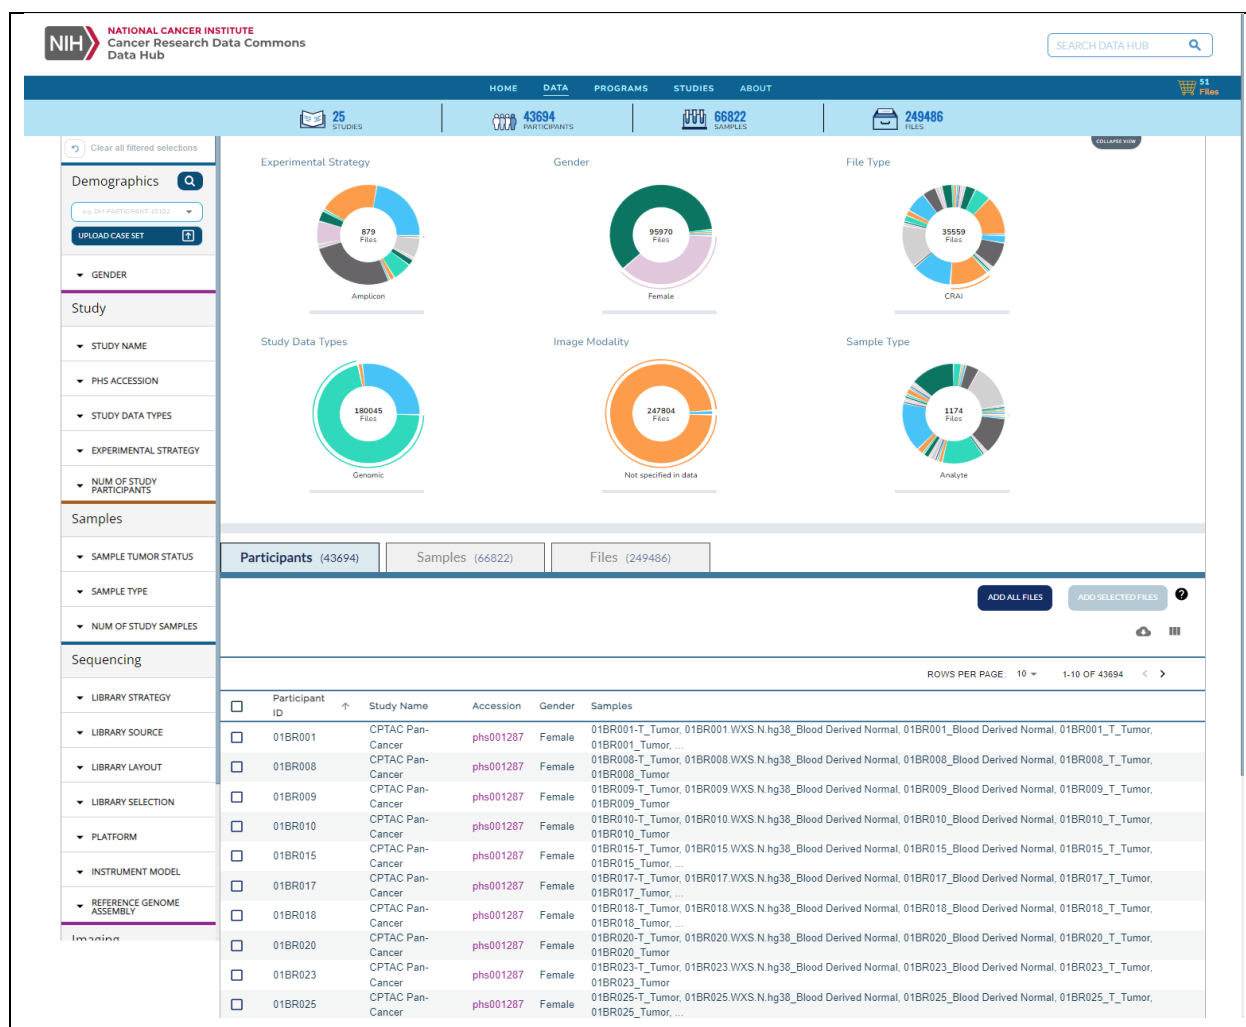 NIH
NATIONAL CANCER INSTITUTE
Cancer Research Data Commons
Data Hub
SEARCH DATA HUB
HOME DATA PROGRAMS STUDIES ABOUT
51
Files
25
STUDIES
43694
PARTICIPANTS
66822
SAMPLES
249486
FILES
Clear all filtered selections
COLLAPSE VIEW
Demographics
e.g. DH-PARTICIPANT-10102
UPLOAD CASE SET
GENDER
Study
STUDY NAME
PHS ACCESSION
STUDY DATA TYPES
EXPERIMENTAL STRATEGY
NUM OF STUDY
PARTICIPANTS
Samples
SAMPLE TUMOR STATUS
SAMPLE TYPE
NUM OF STUDY SAMPLES
Sequencing
LIBRARY STRATEGY
LIBRARY SOURCE
LIBRARY LAYOUT
LIBRARY SELECTION
PLATFORM
INSTRUMENT MODEL
REFERENCE GENOME
ASSEMBLY
Imaging
Experimental Strategy
879
Files
Amplicon
Gender
95970
Files
Female
File Type
35559
Files
CRAI
Study Data Types
180045
Files
Genomic
Image Modality
247804
Files
Not specified in data
Sample Type
1174
Files
Analyte
Participants (43694)
Samples (66822)
Files (249486)
ADD ALL FILES
ADD SELECTED FILES
?
ROWS PER PAGE: 10 1-10 OF 43694
Participant ID Study Name Accession Gender Samples
01BR001 CPTAC Pan-Cancer phs001287 Female 01BR001-T_Tumor, 01BR001.WXS.N.hg38_Blood Derived Normal, 01BR001_Blood Derived Normal, 01BR001_T_Tumor, 01BR001_Tumor, ...
01BR008 CPTAC Pan-Cancer phs001287 Female 01BR008-T_Tumor, 01BR008.WXS.N.hg38_Blood Derived Normal, 01BR008_Blood Derived Normal, 01BR008_T_Tumor, 01BR008_Tumor
01BR009 CPTAC Pan-Cancer phs001287 Female 01BR009-T_Tumor, 01BR009.WXS.N.hg38_Blood Derived Normal, 01BR009_Blood Derived Normal, 01BR009_T_Tumor, 01BR009_Tumor
01BR010 CPTAC Pan-Cancer phs001287 Female 01BR010-T_Tumor, 01BR010.WXS.N.hg38_Blood Derived Normal, 01BR010_Blood Derived Normal, 01BR010_T_Tumor, 01BR010_Tumor
01BR015 CPTAC Pan-Cancer phs001287 Female 01BR015-T_Tumor, 01BR015.WXS.N.hg38_Blood Derived Normal, 01BR015_Blood Derived Normal, 01BR015_T_Tumor, 01BR015_Tumor, ...
01BR017 CPTAC Pan-Cancer phs001287 Female 01BR017-T_Tumor, 01BR017.WXS.N.hg38_Blood Derived Normal, 01BR017_Blood Derived Normal, 01BR017_T_Tumor, 01BR017_Tumor, ...
01BR018 CPTAC Pan-Cancer phs001287 Female 01BR018-T_Tumor, 01BR018.WXS.N.hg38_Blood Derived Normal, 01BR018_Blood Derived Normal, 01BR018_T_Tumor, 01BR018_Tumor, ...
01BR020 CPTAC Pan-Cancer phs001287 Female 01BR020-T_Tumor, 01BR020.WXS.N.hg38_Blood Derived Normal, 01BR020_Blood Derived Normal, 01BR020_T_Tumor, 01BR020_Tumor
01BR023 CPTAC Pan-Cancer phs001287 Female 01BR023-T_Tumor, 01BR023.WXS.N.hg38_Blood Derived Normal, 01BR023_Blood Derived Normal, 01BR023_T_Tumor, 01BR023_Tumor
01BR025 CPTAC Pan-Cancer phs001287 Female 01BR025-T_Tumor, 01BR025.WXS.N.hg38_Blood Derived Normal, 01BR025_Blood Derived Normal, 01BR025_T_Tumor, 01BR025_Tumor, ...